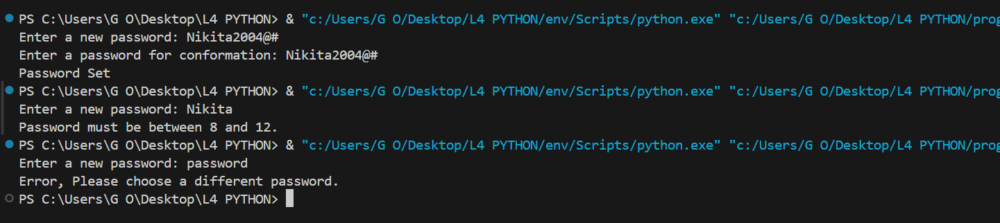 PS C:\Users\G O\Desktop\L4 PYTHON> & "c:/Users/G O/Desktop/L4 PYTHON/env/Scripts/python.exe" "c:/Users/G O/Desktop/L4 PYTHON/prog
Enter a new password: Nikita2004@#
Enter a password for conformation: Nikita2004@#
Password Set
PS C:\Users\G O\Desktop\L4 PYTHON> & "c:/Users/G O/Desktop/L4 PYTHON/env/Scripts/python.exe" "c:/Users/G O/Desktop/L4 PYTHON/prog
Enter a new password: Nikita
Password must be between 8 and 12.
PS C:\Users\G O\Desktop\L4 PYTHON> & "c:/Users/G O/Desktop/L4 PYTHON/env/Scripts/python.exe" "c:/Users/G O/Desktop/L4 PYTHON/prog
Enter a new password: password
Error, Please choose a different password.
PS C:\Users\G O\Desktop\L4 PYTHON>